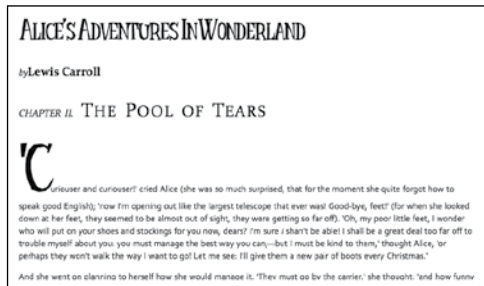 ALICE'S ADVENTURES IN WONDERLAND
by Lewis Carroll
CHAPTER II. THE POOL OF TEARS
'Curiouser and curiouser!' cried Alice (she was so much surprised, that for the moment she quite forgot how to
speak good English); 'now I'm opening out like the largest telescope that ever was! Good-bye, feet!' (for when she looked
down at her feet, they seemed to be almost out of sight, they were getting so far off). 'Oh, my poor little feet, I wonder
who will put on your shoes and stockings for you now, dears? I'm sure I shan't be able! I shall be a great deal too far off to
trouble myself about you: you must manage the best way you can;—but I must be kind to them,' thought Alice, 'or
perhaps they won't walk the way I want to go! Let me see: I'll give them a new pair of boots every Christmas.'
And she went on planning to herself how she would manage it. 'They must go by the carrier,' she thought; 'and how funny